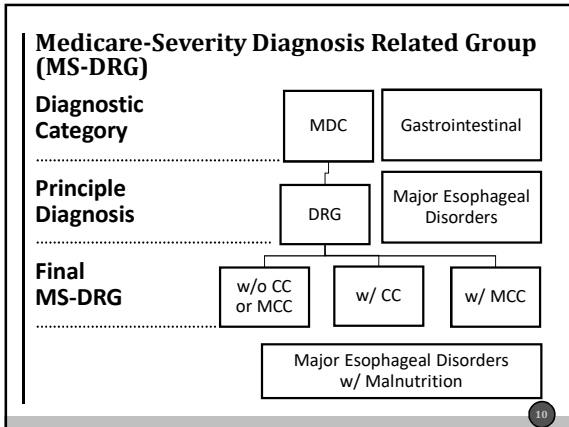 Medicare-Severity Diagnosis Related Group
(MS-DRG)
Diagnostic
Category
MDC
Gastrointestinal
Principle
Diagnosis
DRG
Major Esophageal
Disorders
Final
MS-DRG
w/o CC
or MCC
w/ CC
w/ MCC
Major Esophageal Disorders
w/ Malnutrition
10